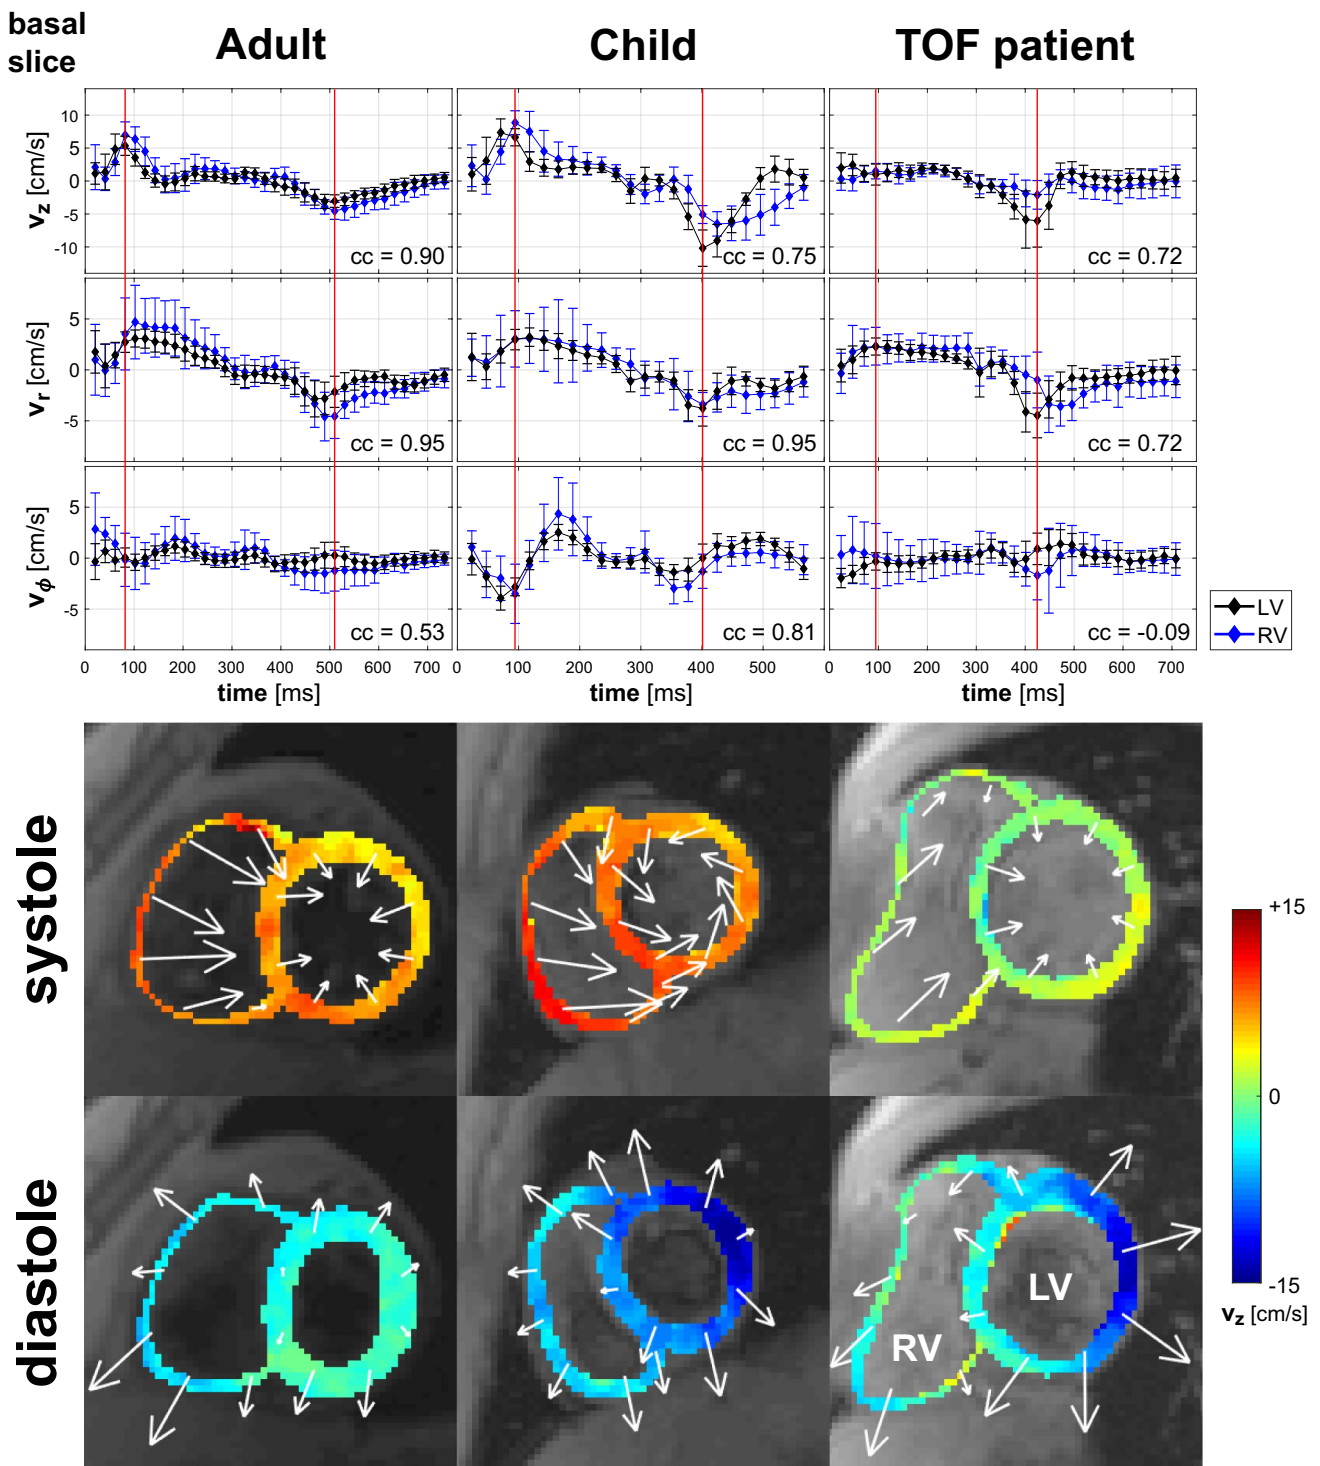 basal
slice
Adult
Child
TOF patient
v_z [cm/s]
10
5
0
-5
-10
cc = 0.90
cc = 0.75
cc = 0.72
v_r [cm/s]
5
0
-5
cc = 0.95
cc = 0.95
cc = 0.72
v_ϕ [cm/s]
5
0
-5
cc = 0.53
cc = 0.81
cc = -0.09
LV
RV
0 100 200 300 400 500 600 700
0 100 200 300 400 500
0 100 200 300 400 500 600 700
time [ms]
time [ms]
time [ms]
systole
diastole
LV
RV
+15
0
-15
v_z [cm/s]